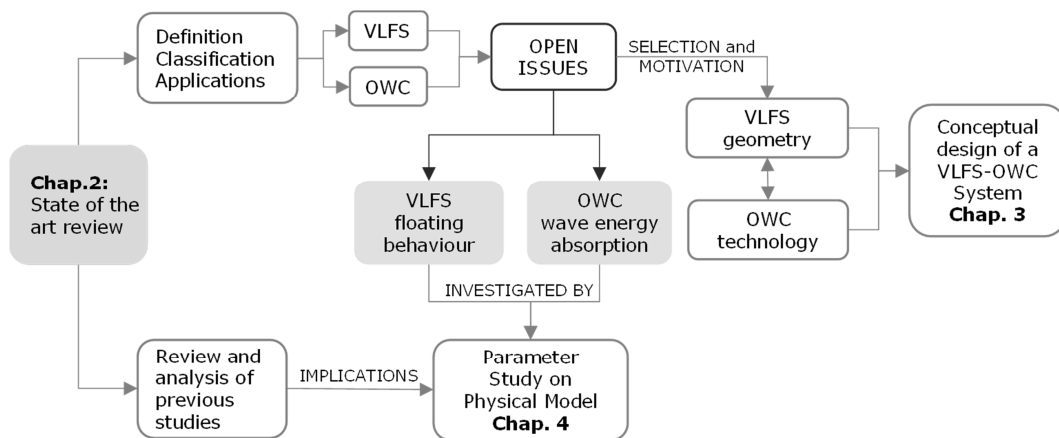 Chap.2:
State of the
art review
Definition
Classification
Applications
VLFS
OWC
OPEN
ISSUES
SELECTION and
MOTIVATION
VLFS
geometry
OWC
technology
Conceptual
design of a
VLFS-OWC
System
Chap. 3
VLFS
floating
behaviour
OWC
wave energy
absorption
INVESTIGATED BY
Review and
analysis of
previous
studies
IMPLICATIONS
Parameter
Study on
Physical Model
Chap. 4